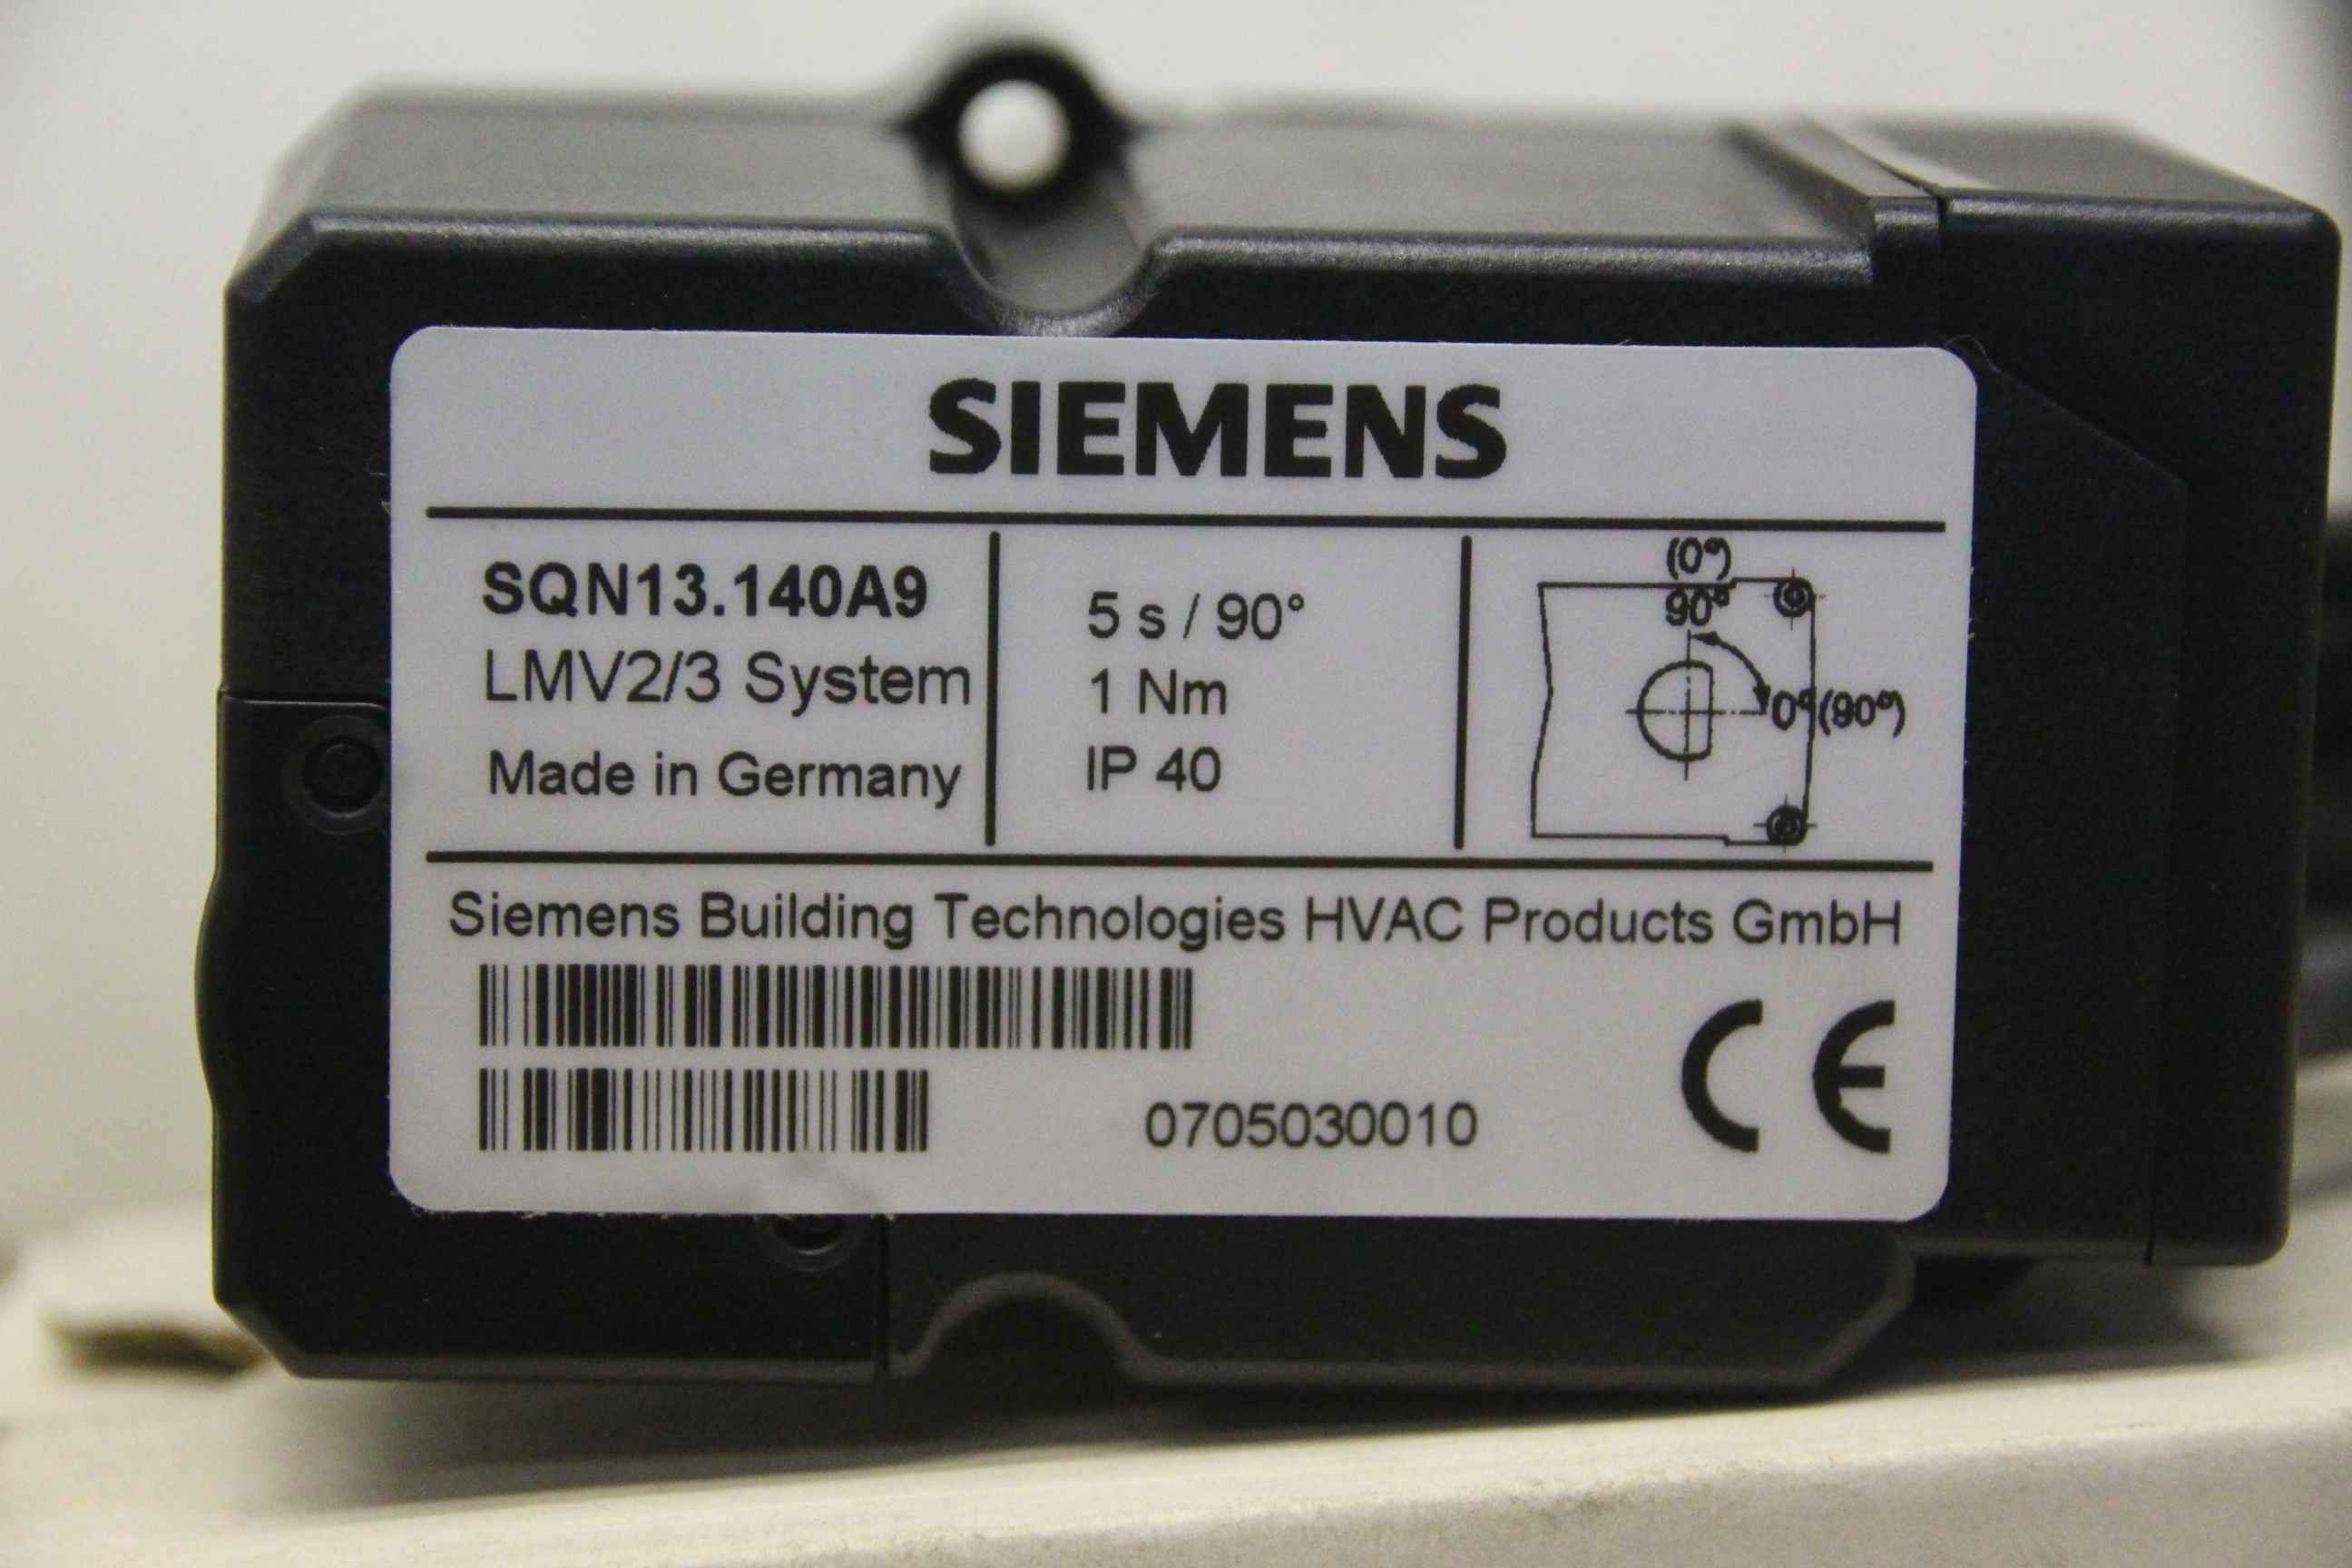 SIEMENS
SQN13.140A9
LMV2/3 System
Made in Germany
5 s / 90°
1 Nm
IP 40
(0°)
90°
0°(90°)
Siemens Building Technologies HVAC Products GmbH
0705030010
CE